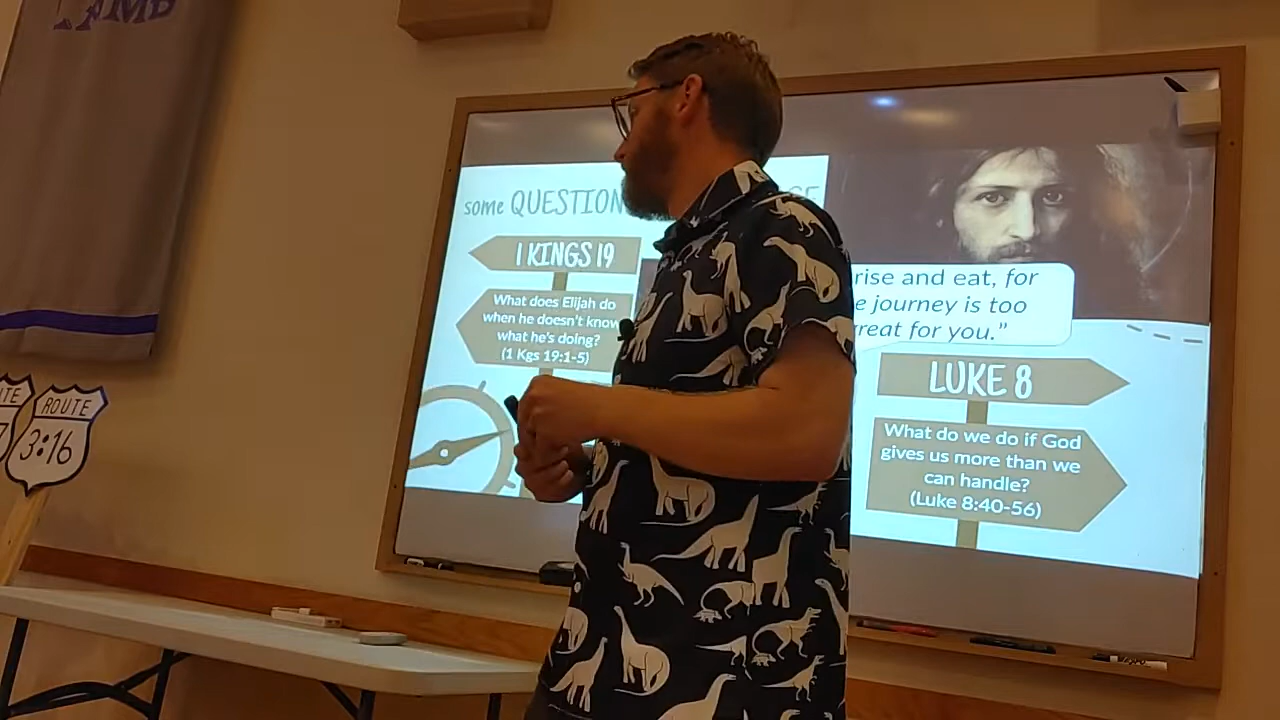 some QUESTION
1 KINGS 19
What does Elijah do
when he doesn't know
what he's doing?
(1 Kgs 19:1-5)
rise and eat, for
e journey is too
reat for you.”
LUKE 8
What do we do if God
gives us more than we
can handle?
(Luke 8:40-56)
ROUTE
3:16